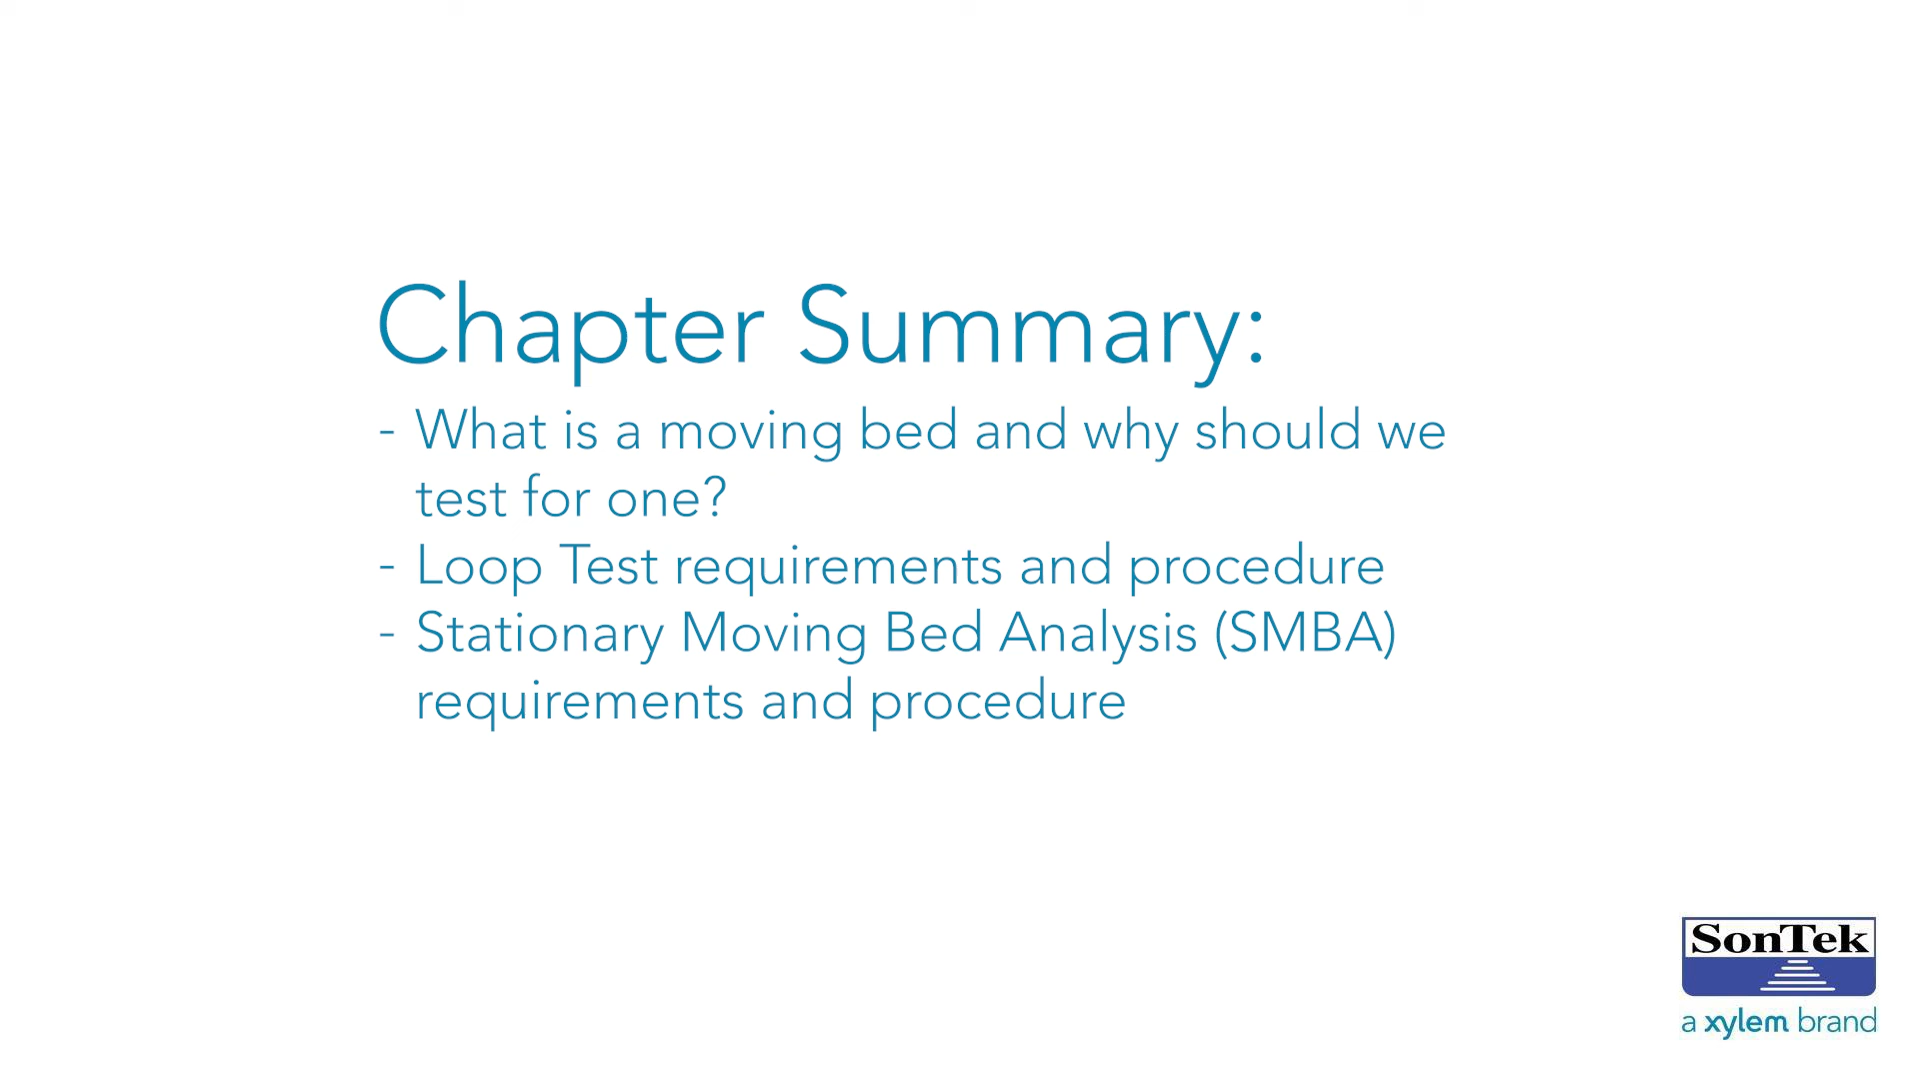 Chapter Summary:
- What is a moving bed and why should we
test for one?
- Loop Test requirements and procedure
- Stationary Moving Bed Analysis (SMBA)
requirements and procedure
SonTek
a xylem brand